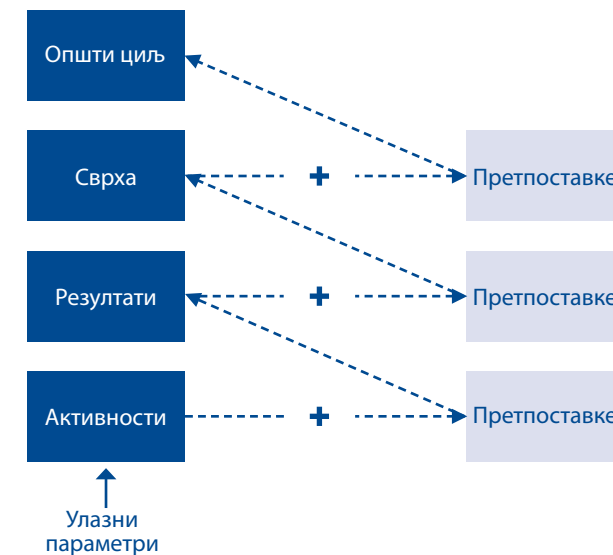 Општи циљ
Сврха
+
Претпоставке
Резултати
+
Претпоставке
Активности
+
Претпоставке
Улазни
параметри